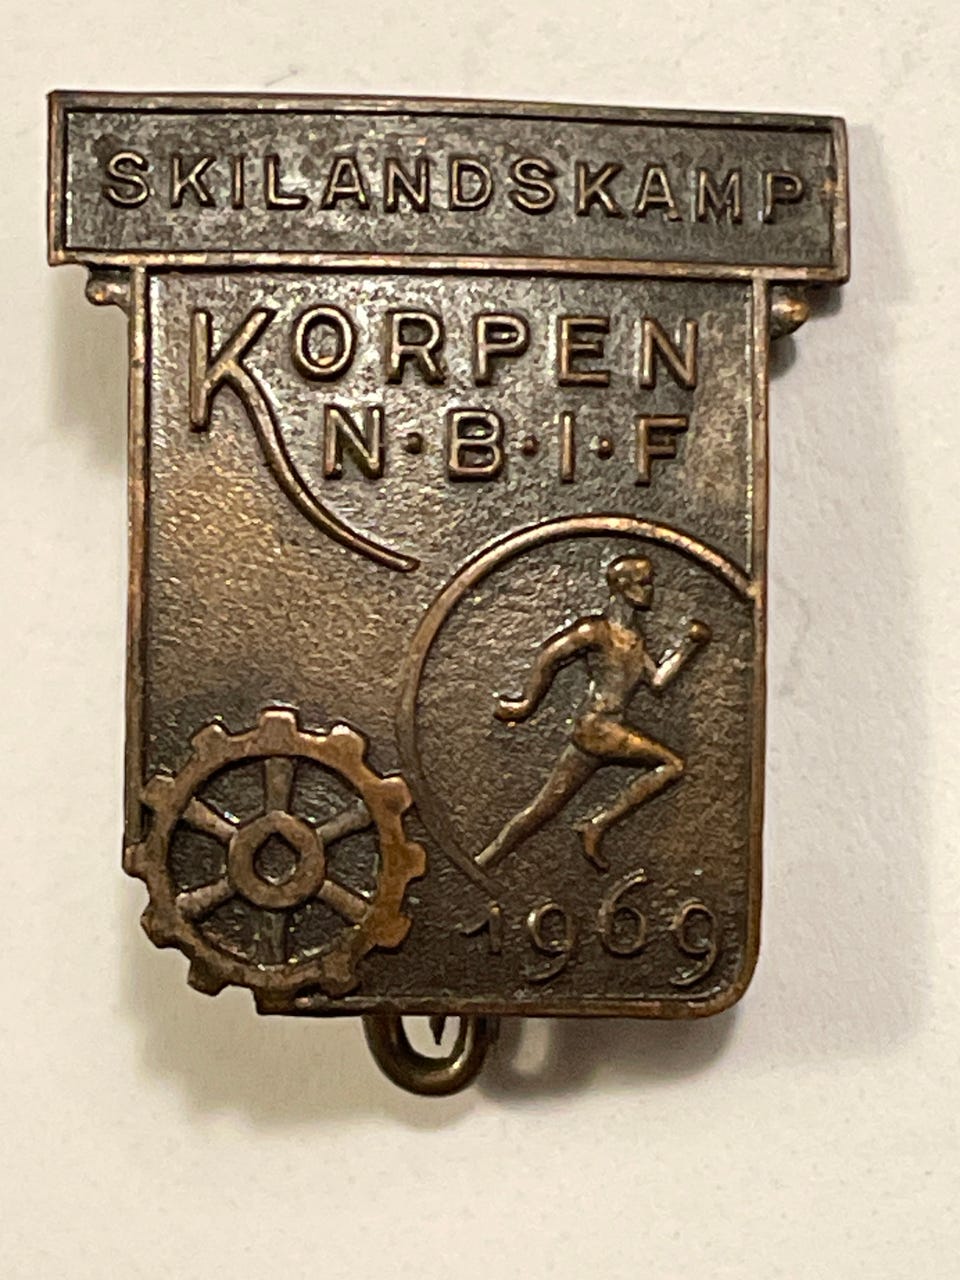 SKILANDSKAMP
KORPEN
N·B·I·F
1969